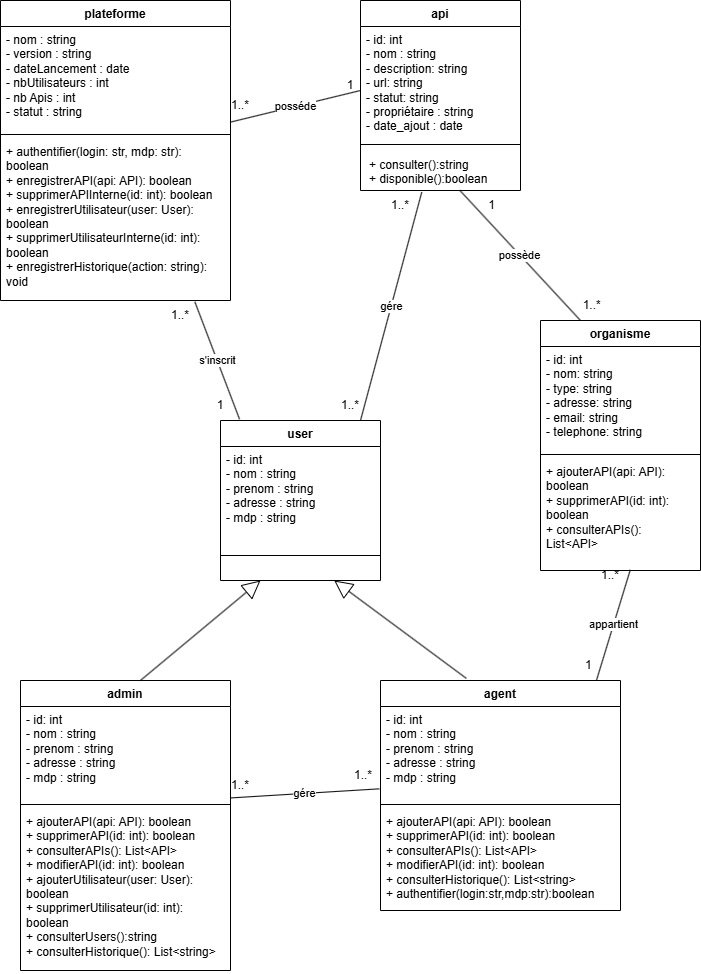 plateforme
- nom : string
- version : string
- dateLancement : date
- nbUtilisateurs : int
- nb Apis : int
- statut : string
+ authentifier(login: str, mdp: str):
boolean
+ enregistrerAPI(api: API): boolean
+ supprimerAPIInterne(id: int): boolean
+ enregistrerUtilisateur(user: User):
boolean
+ supprimerUtilisateurInterne(id: int):
boolean
+ enregistrerHistorique(action: string):
void
1..*
posséde
1
api
- id: int
- nom : string
- description: string
- url: string
- statut: string
- propriétaire : string
- date_ajout : date
+ consulter():string
+ disponible():boolean
1..*
1
possède
1..*
gére
1..*
1..*
s'inscrit
1
organisme
- id: int
- nom: string
- type: string
- adresse: string
- email: string
- telephone: string
+ ajouterAPI(api: API):
boolean
+ supprimerAPI(id: int):
boolean
+ consulterAPIs():
List<API>
user
- id: int
- nom : string
- prenom : string
- adresse : string
- mdp : string
1..*
appartient
1
admin
- id: int
- nom : string
- prenom : string
- adresse : string
- mdp : string
+ ajouterAPI(api: API): boolean
+ supprimerAPI(id: int): boolean
+ consulterAPIs(): List<API>
+ modifierAPI(id: int): boolean
+ ajouterUtilisateur(user: User):
boolean
+ supprimerUtilisateur(id: int):
boolean
+ consulterUsers():string
+ consulterHistorique(): List<string>
1..*
gére
1..*
agent
- id: int
- nom : string
- prenom : string
- adresse : string
- mdp : string
+ ajouterAPI(api: API): boolean
+ supprimerAPI(id: int): boolean
+ consulterAPIs(): List<API>
+ modifierAPI(id: int): boolean
+ consulterHistorique(): List<string>
+ authentifier(login:str,mdp:str):boolean